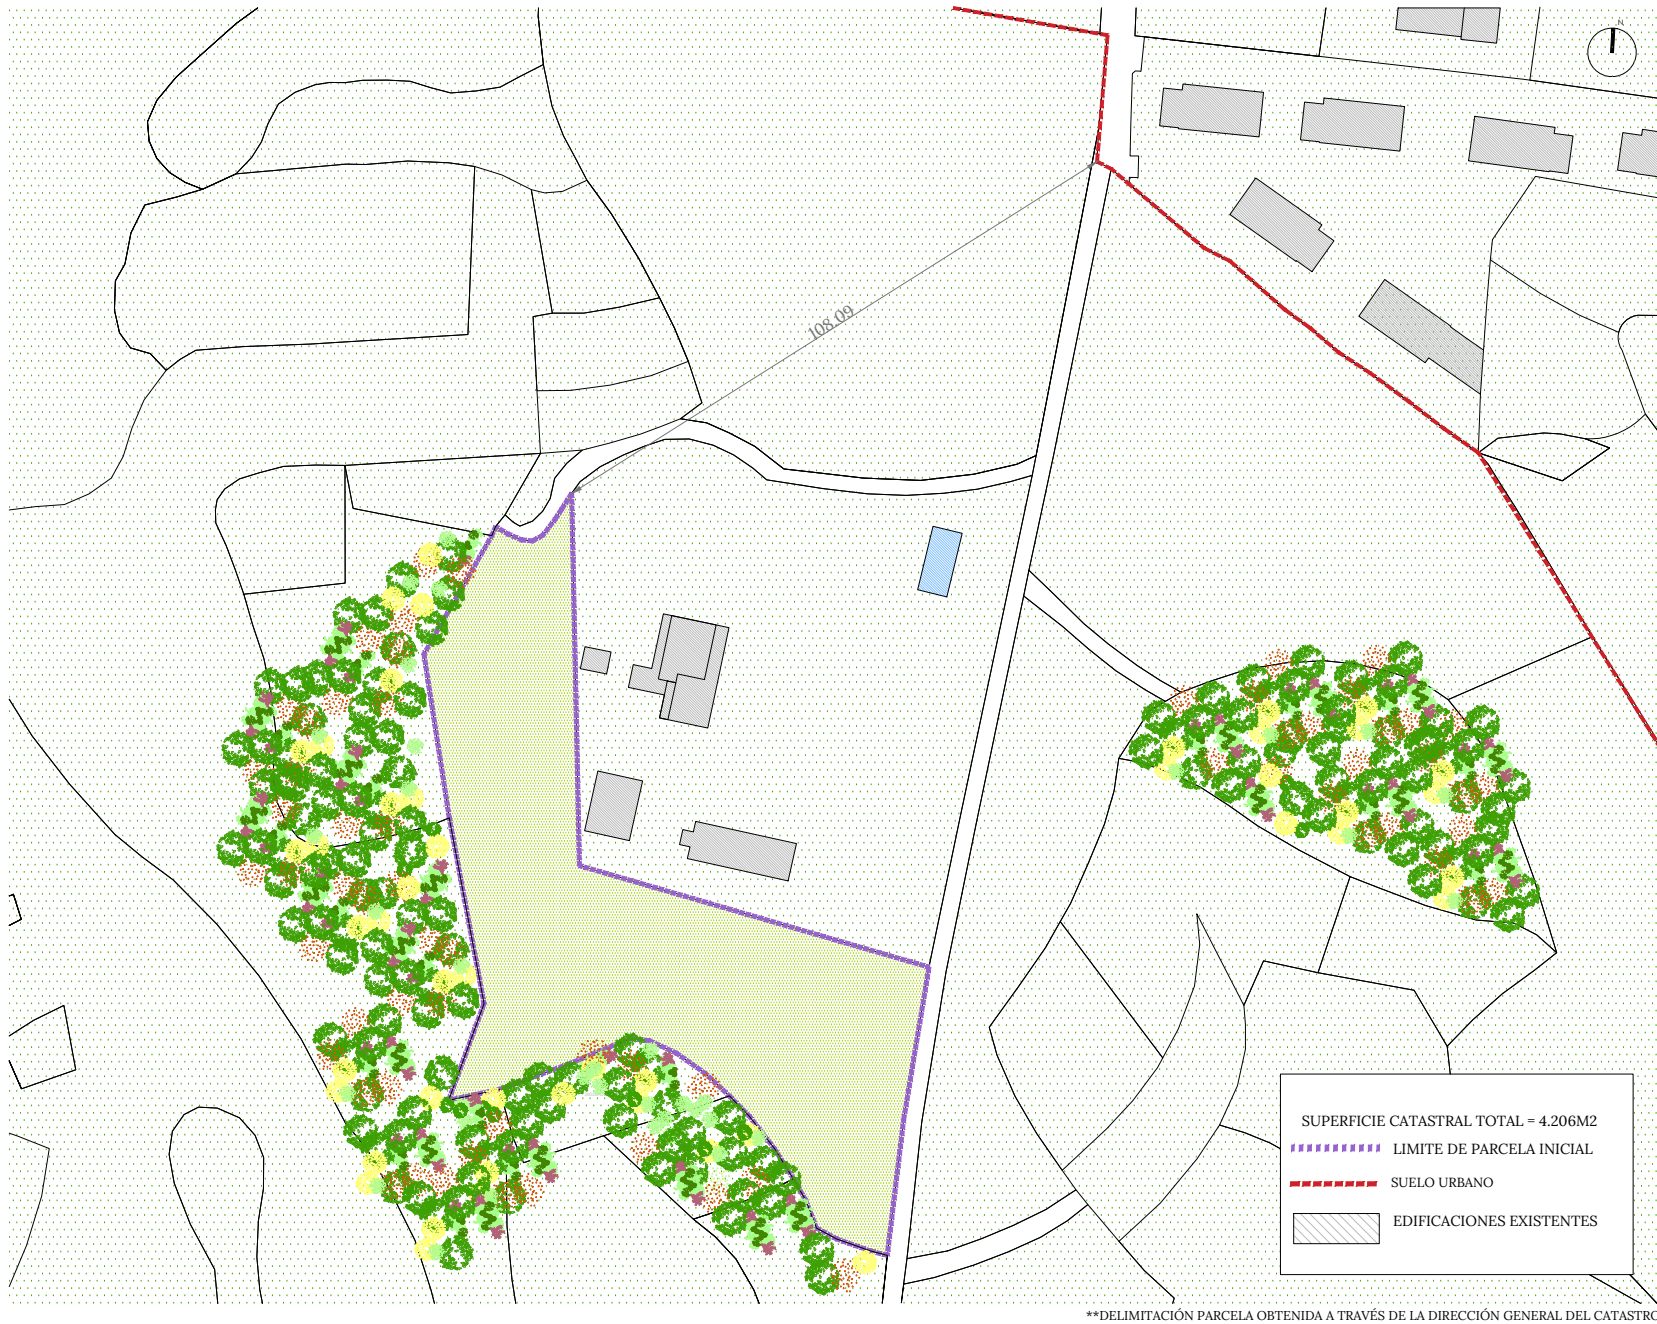 N
108.09
SUPERFICIE CATASTRAL TOTAL = 4.206M2
LIMITE DE PARCELA INICIAL
SUELO URBANO
EDIFICACIONES EXISTENTES
**DELIMITACIÓN PARCELA OBTENIDA A TRAVÉS DE LA DIRECCIÓN GENERAL DEL CATASTRO